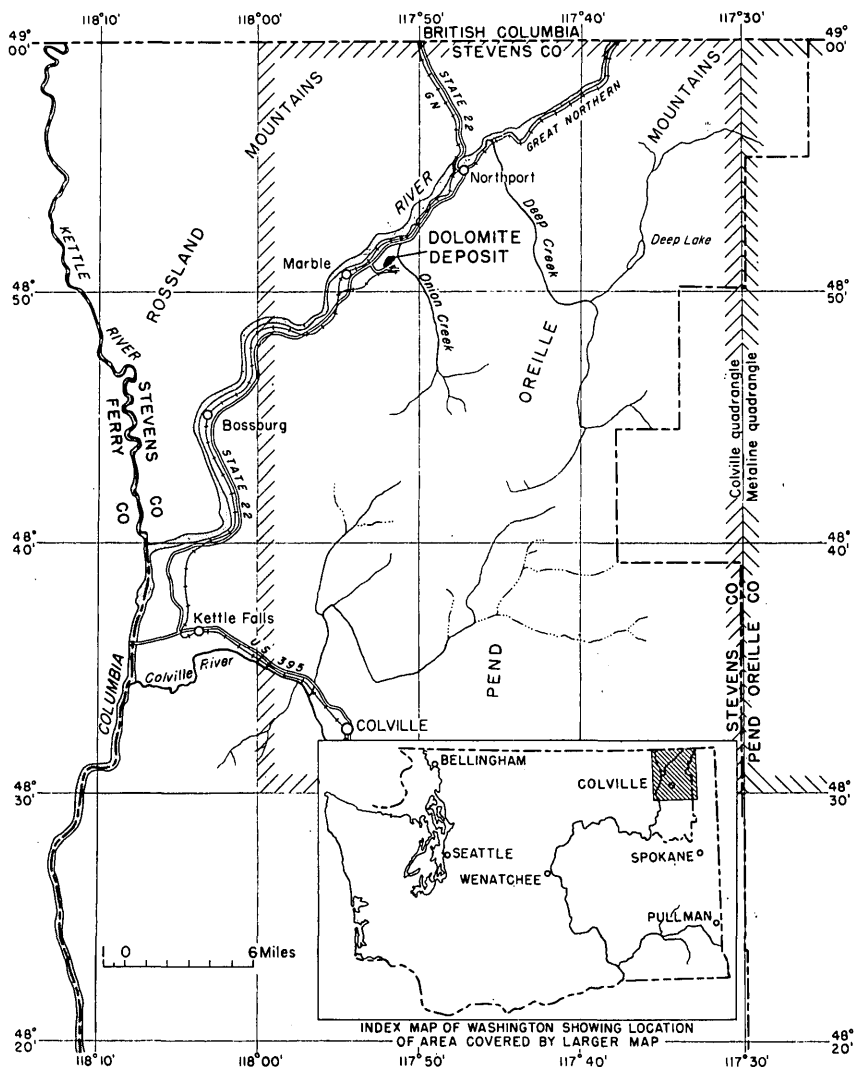 118° 10' 118° 00' 117° 50' 117° 40' 117° 30'
BRITISH COLUMBIA
49° 00' STEVENS CO 49° 00'
MOUNTAINS
STATE 22
GN
GREAT NORTHERN
MOUNTAINS
RIVER
Northport
KETTLE
ROSSLAND
Deep Creek
Deep Lake
DOLOMITE
DEPOSIT
Marble
48° 50' 48° 50'
Onion Creek
RIVER
OREILLE
STEVENS CO
FERRY CO
Bossburg
STATE 22
Colville quadrangle
Metaline quadrangle
48° 40' 48° 40'
Kettle Falls
U.S. 395
Colville River
COLUMBIA
PEND
STEVENS CO
PEND OREILLE CO
COLVILLE
48° 30' 48° 30'
BELLINGHAM
COLVILLE
SEATTLE
WENATCHEE
SPOKANE
PULLMAN
1 0 6 Miles
INDEX MAP OF WASHINGTON SHOWING LOCATION
OF AREA COVERED BY LARGER MAP
48° 20' 48° 20'
118° 10' 118° 00' 117° 50' 117° 40' 117° 30'